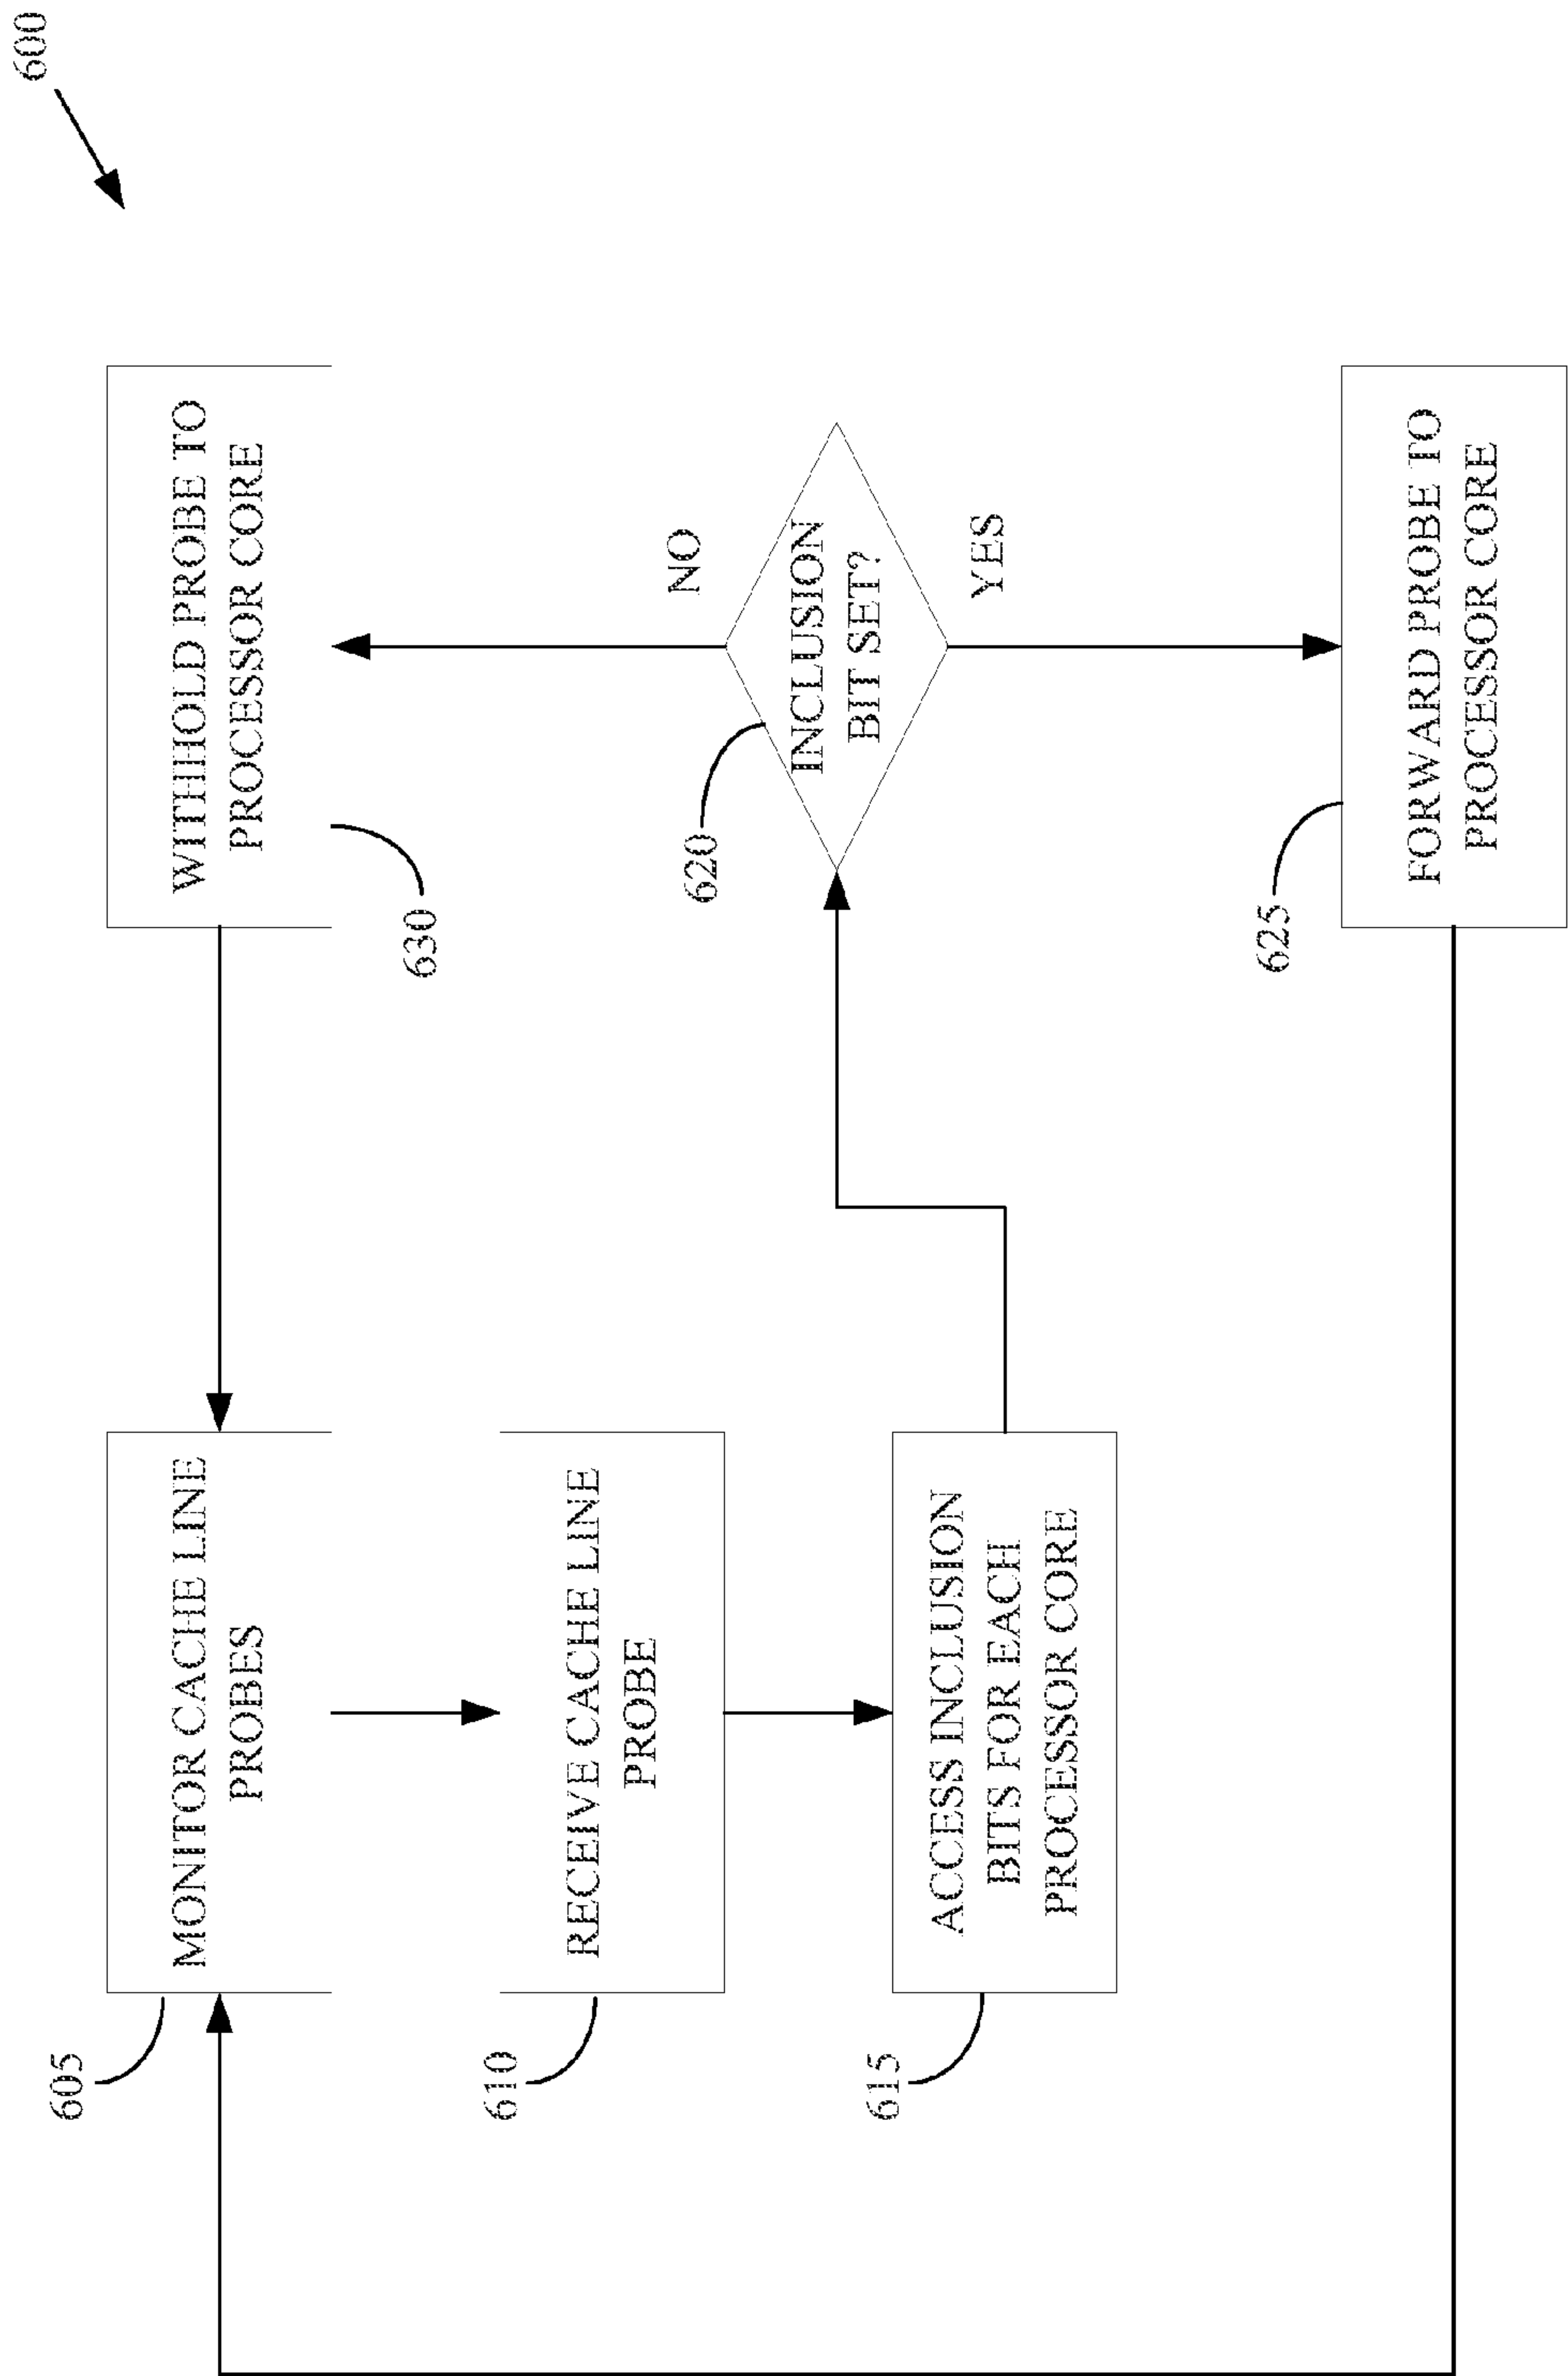 600
605
MONITOR CACHE LINE
PROBES
610
RECEIVE CACHE LINE
PROBE
615
ACCESS INCLUSION
BITS FOR EACH
PROCESSOR CORE
620
INCLUSION
BIT SET?
NO
YES
630
WITHHOLD PROBE TO
PROCESSOR CORE
625
FORWARD PROBE TO
PROCESSOR CORE